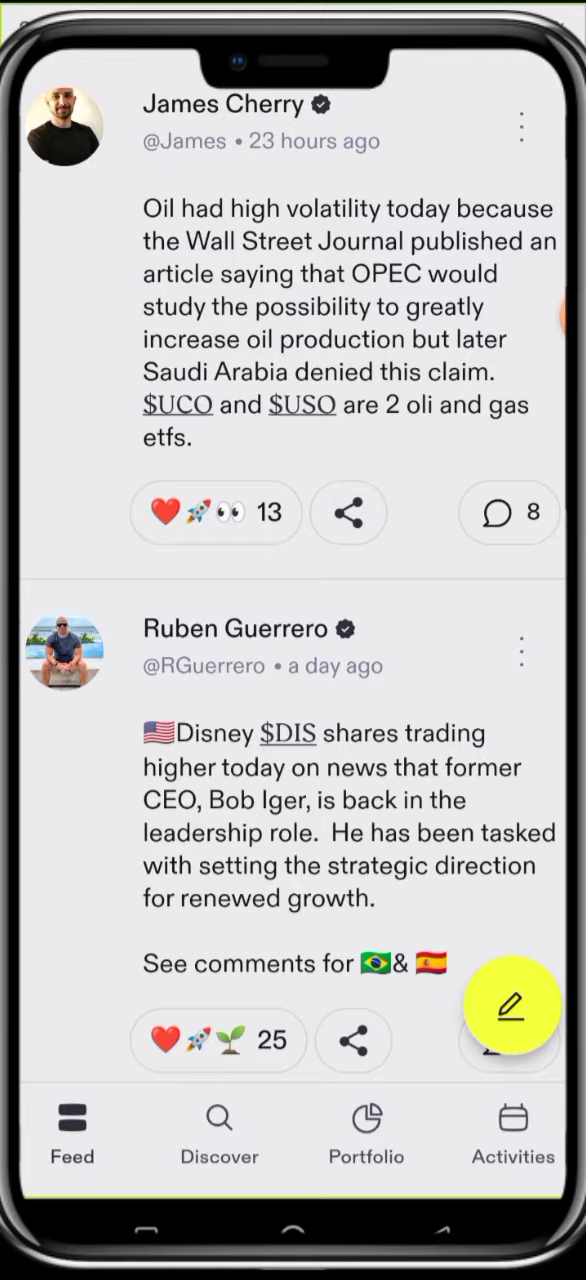 James Cherry
@James • 23 hours ago
Oil had high volatility today because
the Wall Street Journal published an
article saying that OPEC would
study the possibility to greatly
increase oil production but later
Saudi Arabia denied this claim.
$UCO and $USO are 2 oli and gas
etfs.
❤️🚀👀 13
8
Ruben Guerrero
@RGuerrero • a day ago
🇺🇸Disney $DIS shares trading
higher today on news that former
CEO, Bob Iger, is back in the
leadership role. He has been tasked
with setting the strategic direction
for renewed growth.
See comments for 🇧🇷& 🇪🇸
❤️🚀🌱 25
Feed
Discover
Portfolio
Activities